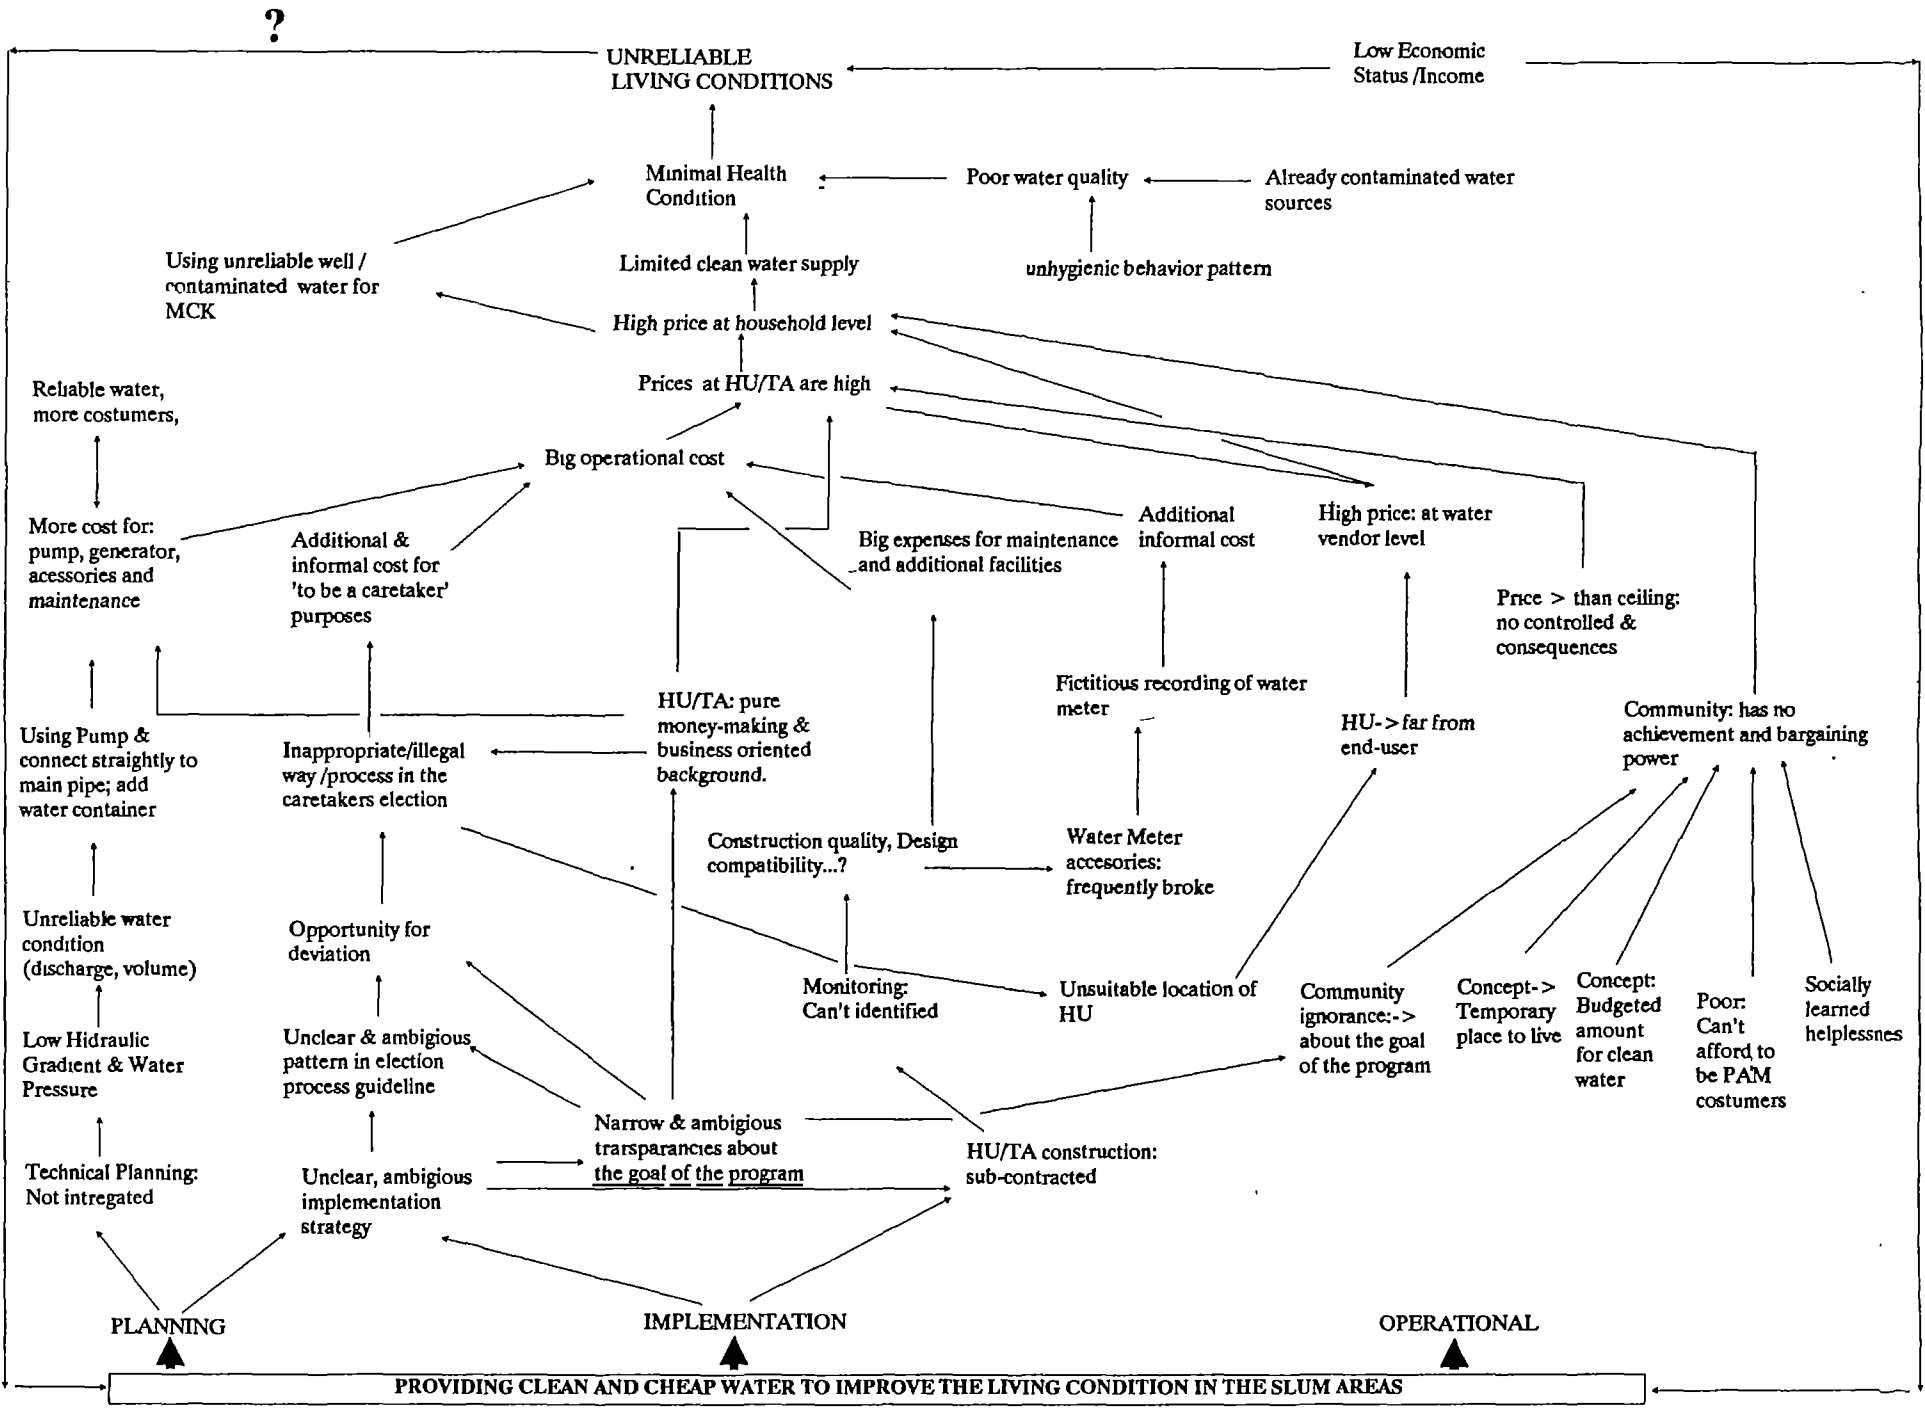 ?
UNRELIABLE
LIVING CONDITIONS
Low Economic
Status /Income
Minimal Health
Condition
Poor water quality
Already contaminated water
sources
Using unreliable well /
contaminated water for
MCK
Limited clean water supply
unhygienic behavior pattern
High price at household level
Reliable water,
more costumers,
Prices at HU/TA are high
Big operational cost
More cost for:
pump, generator,
acessories and
maintenance
Additional &
informal cost for
'to be a caretaker'
purposes
Big expenses for maintenance
and additional facilities
Additional
informal cost
High price: at water
vendor level
Price > than ceiling:
no controlled &
consequences
Using Pump &
connect straightly to
main pipe; add
water container
Inappropriate/illegal
way /process in the
caretakers election
HU/TA: pure
money-making &
business oriented
background.
Fictitious recording of water
meter
HU-> far from
end-user
Community: has no
achievement and bargaining
power
Construction quality, Design
compatibility...?
Water Meter
accesories:
frequently broke
Unreliable water
condition
(discharge, volume)
Opportunity for
deviation
Monitoring:
Can't identified
Unsuitable location of
HU
Community
ignorance:->
about the goal
of the program
Concept->
Temporary
place to live
Concept:
Budgeted
amount
for clean
water
Poor:
Can't
afford to
be PAM
costumers
Socially
learned
helplessnes
Low Hidraulic
Gradient & Water
Pressure
Unclear & ambigious
pattern in election
process guideline
Narrow & ambigious
trarsparancies about
the goal of the program
HU/TA construction:
sub-contracted
Technical Planning:
Not intregated
Unclear, ambigious
implementation
strategy
PLANNING
IMPLEMENTATION
OPERATIONAL
PROVIDING CLEAN AND CHEAP WATER TO IMPROVE THE LIVING CONDITION IN THE SLUM AREAS